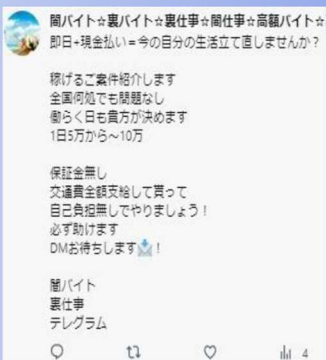 闇バイト☆裏バイト☆裏仕事☆闇仕事☆高額バイト☆
即日+現金払い=今の自分の生活立て直しませんか?
稼げるご案件紹介します
全国何処でも問題なし
働らく日も貴方が決めます
1日5万から〜10万
保証金無し
交通費全額支給して貰って
自己負担無しでやりましょう!
必ず助けます
DMお待ちします📩!
闇バイト
裏仕事
テレグラム
4